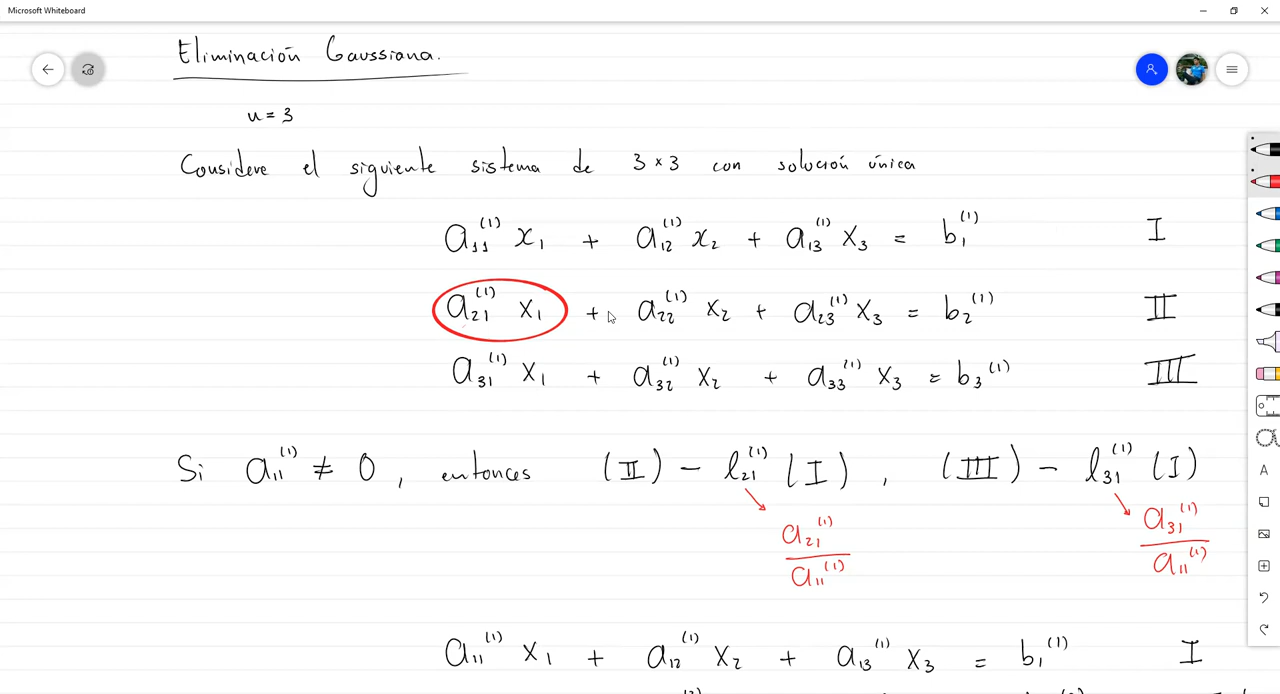 Microsoft Whiteboard
Eliminación Gaussiana.
n = 3
Considere el siguiente sistema de 3 × 3 con solución única
a₁₁⁽¹⁾ x₁ + a₁₂⁽¹⁾ x₂ + a₁₃⁽¹⁾ x₃ = b₁⁽¹⁾ I
a₂₁⁽¹⁾ x₁ + a₂₂⁽¹⁾ x₂ + a₂₃⁽¹⁾ x₃ = b₂⁽¹⁾ II
a₃₁⁽¹⁾ x₁ + a₃₂⁽¹⁾ x₂ + a₃₃⁽¹⁾ x₃ = b₃⁽¹⁾ III
Si a₁₁⁽¹⁾ ≠ 0, entonces (II) − l₂₁⁽¹⁾ (I), (III) − l₃₁⁽¹⁾ (I)
a₂₁⁽¹⁾ / a₁₁⁽¹⁾ a₃₁⁽¹⁾ / a₁₁⁽¹⁾
a₁₁⁽¹⁾ x₁ + a₁₂⁽¹⁾ x₂ + a₁₃⁽¹⁾ x₃ = b₁⁽¹⁾ I